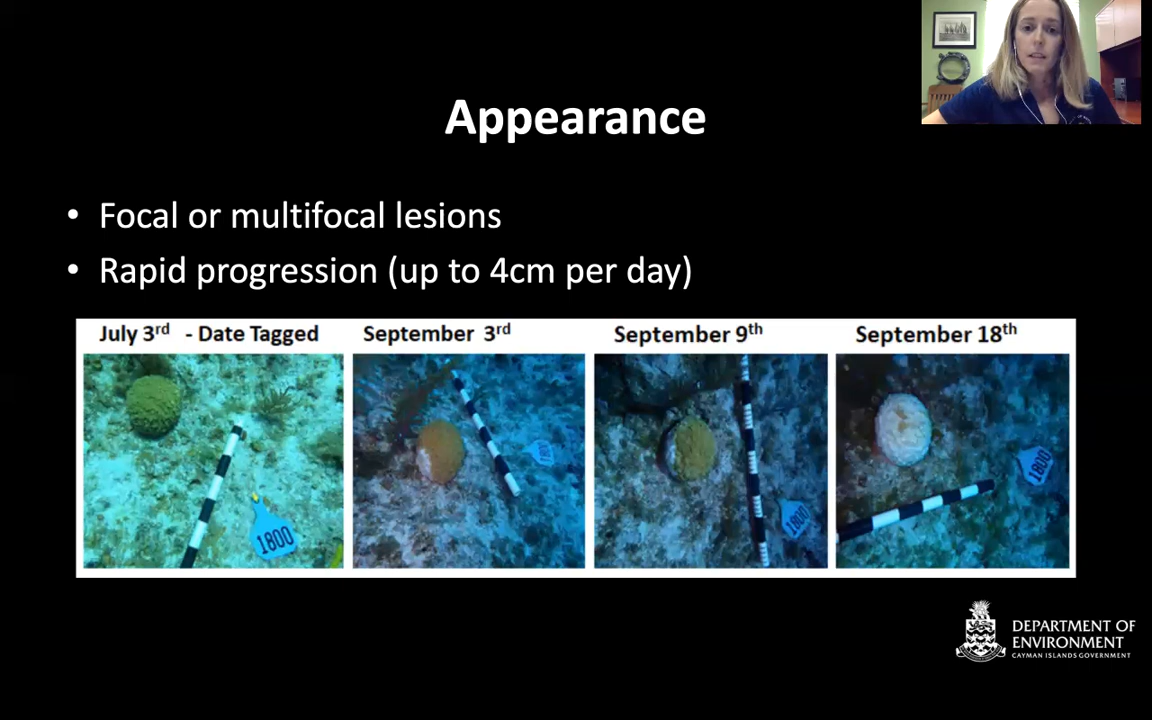 Appearance
• Focal or multifocal lesions
• Rapid progression (up to 4cm per day)
July 3rd - Date Tagged
September 3rd
September 9th
September 18th
1800
1800
1800
1800
DEPARTMENT OF
ENVIRONMENT
CAYMAN ISLANDS GOVERNMENT